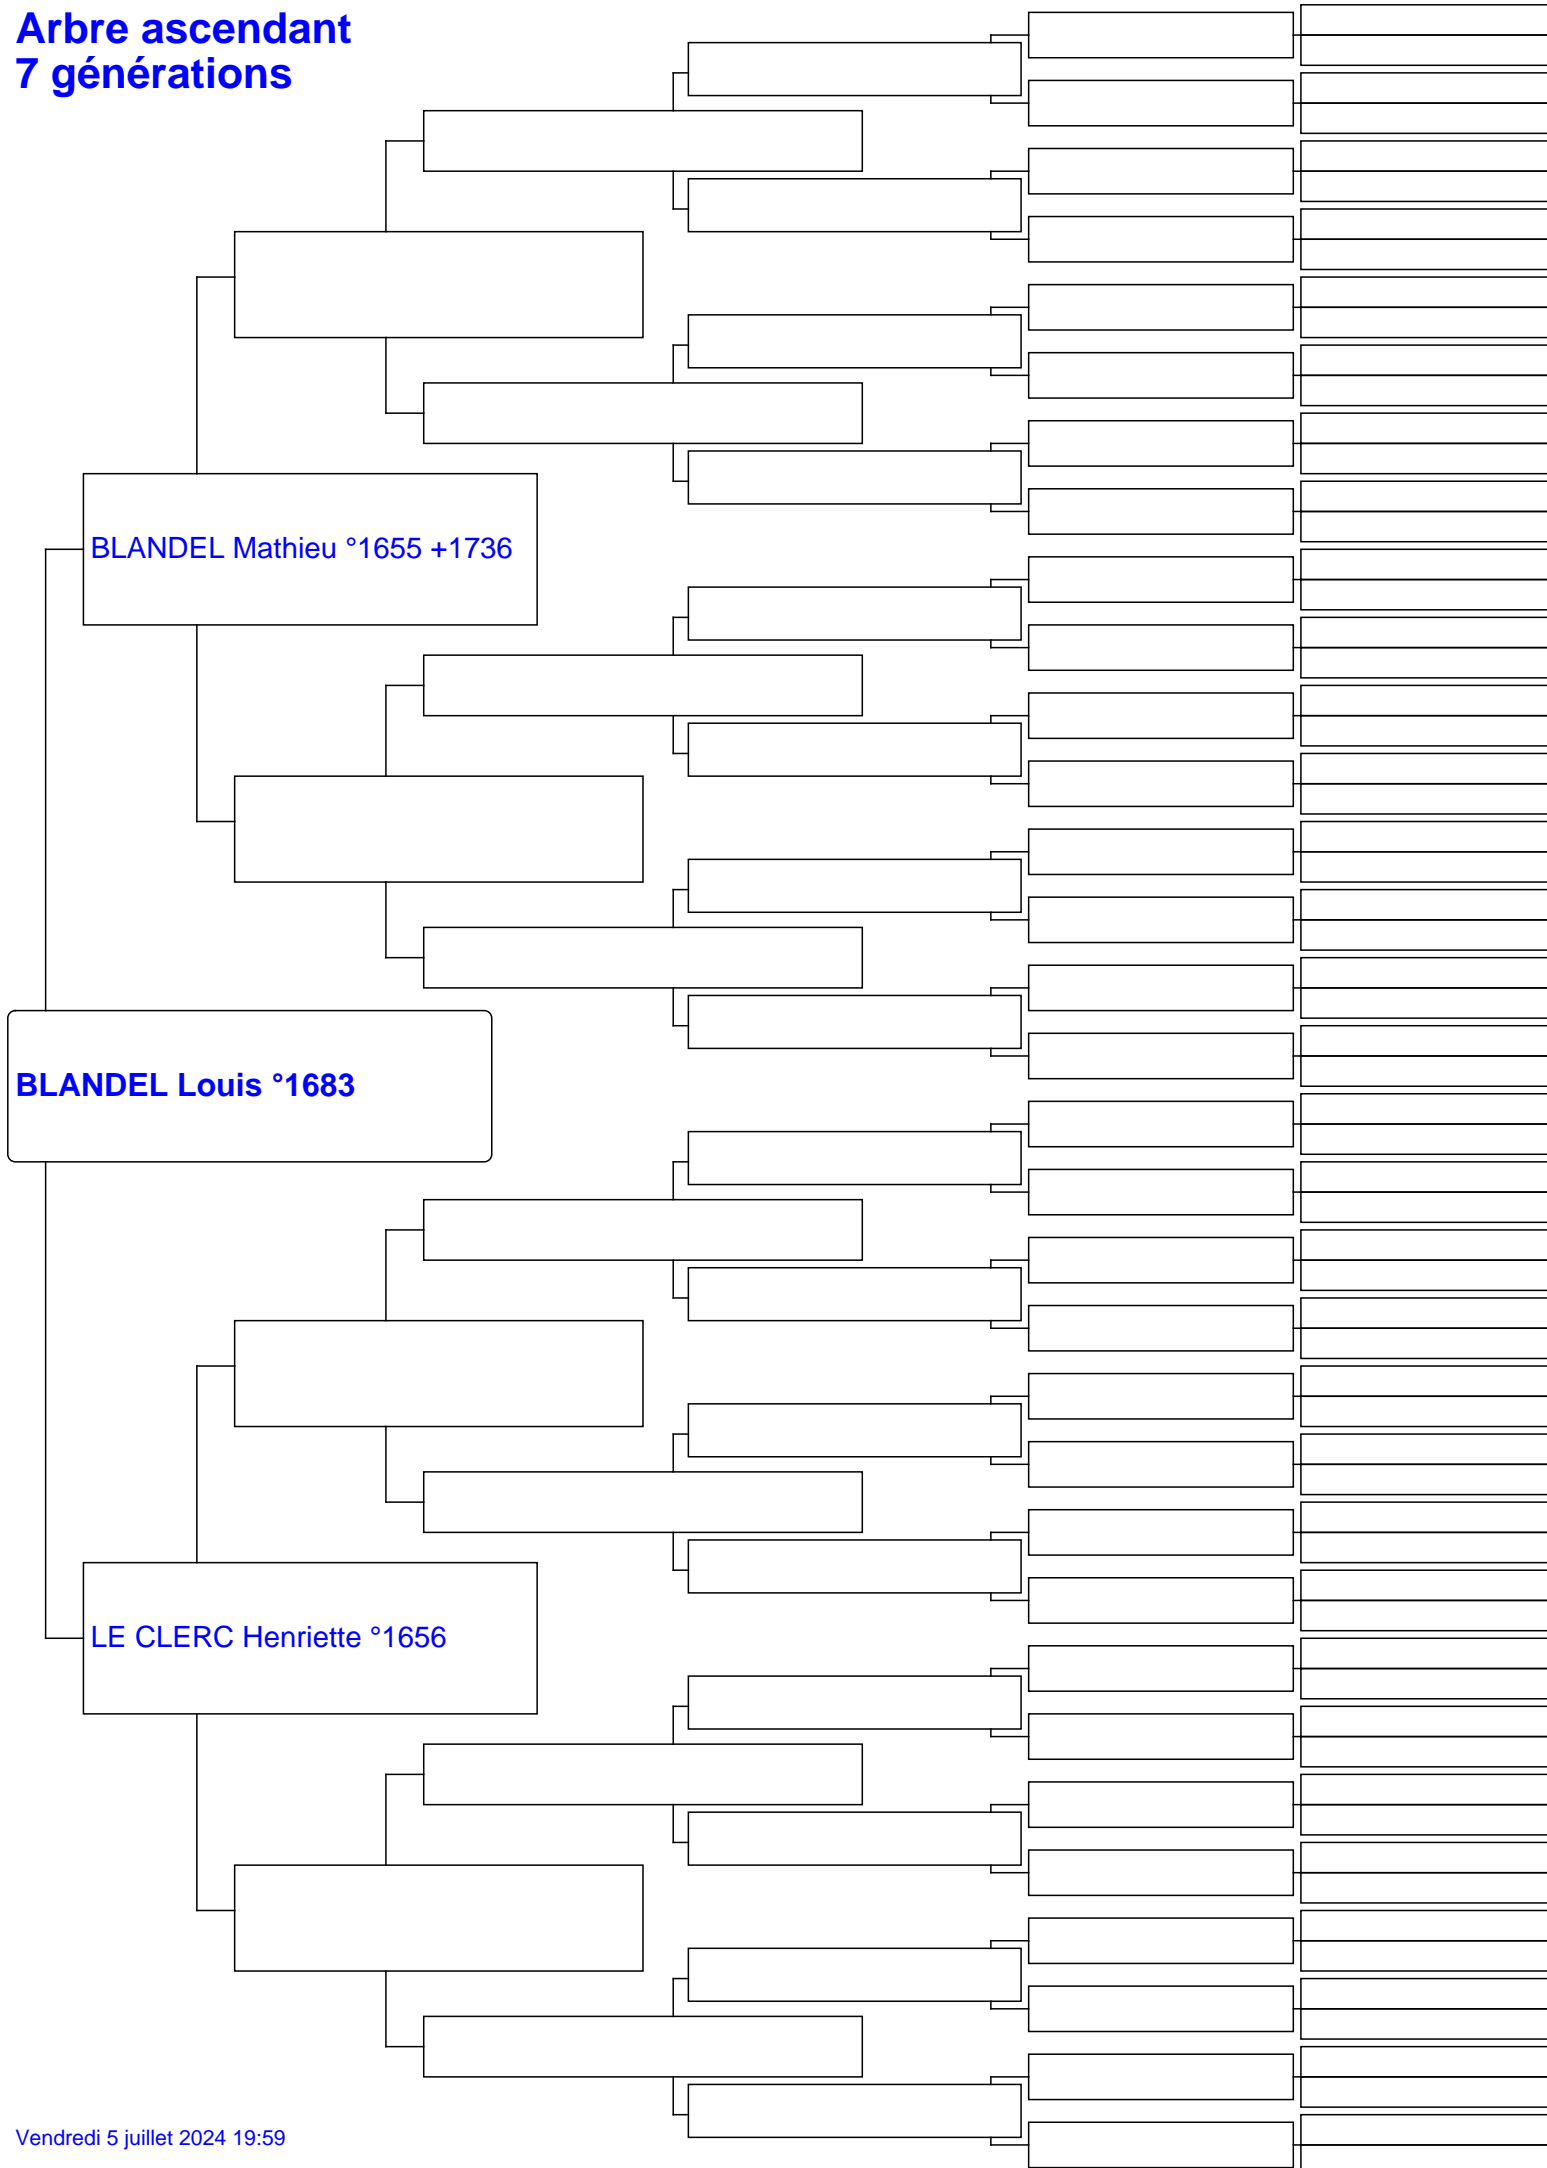 Arbre ascendant
7 générations
BLANDEL Mathieu °1655 +1736
BLANDEL Louis °1683
LE CLERC Henriette °1656
Vendredi 5 juillet 2024 19:59